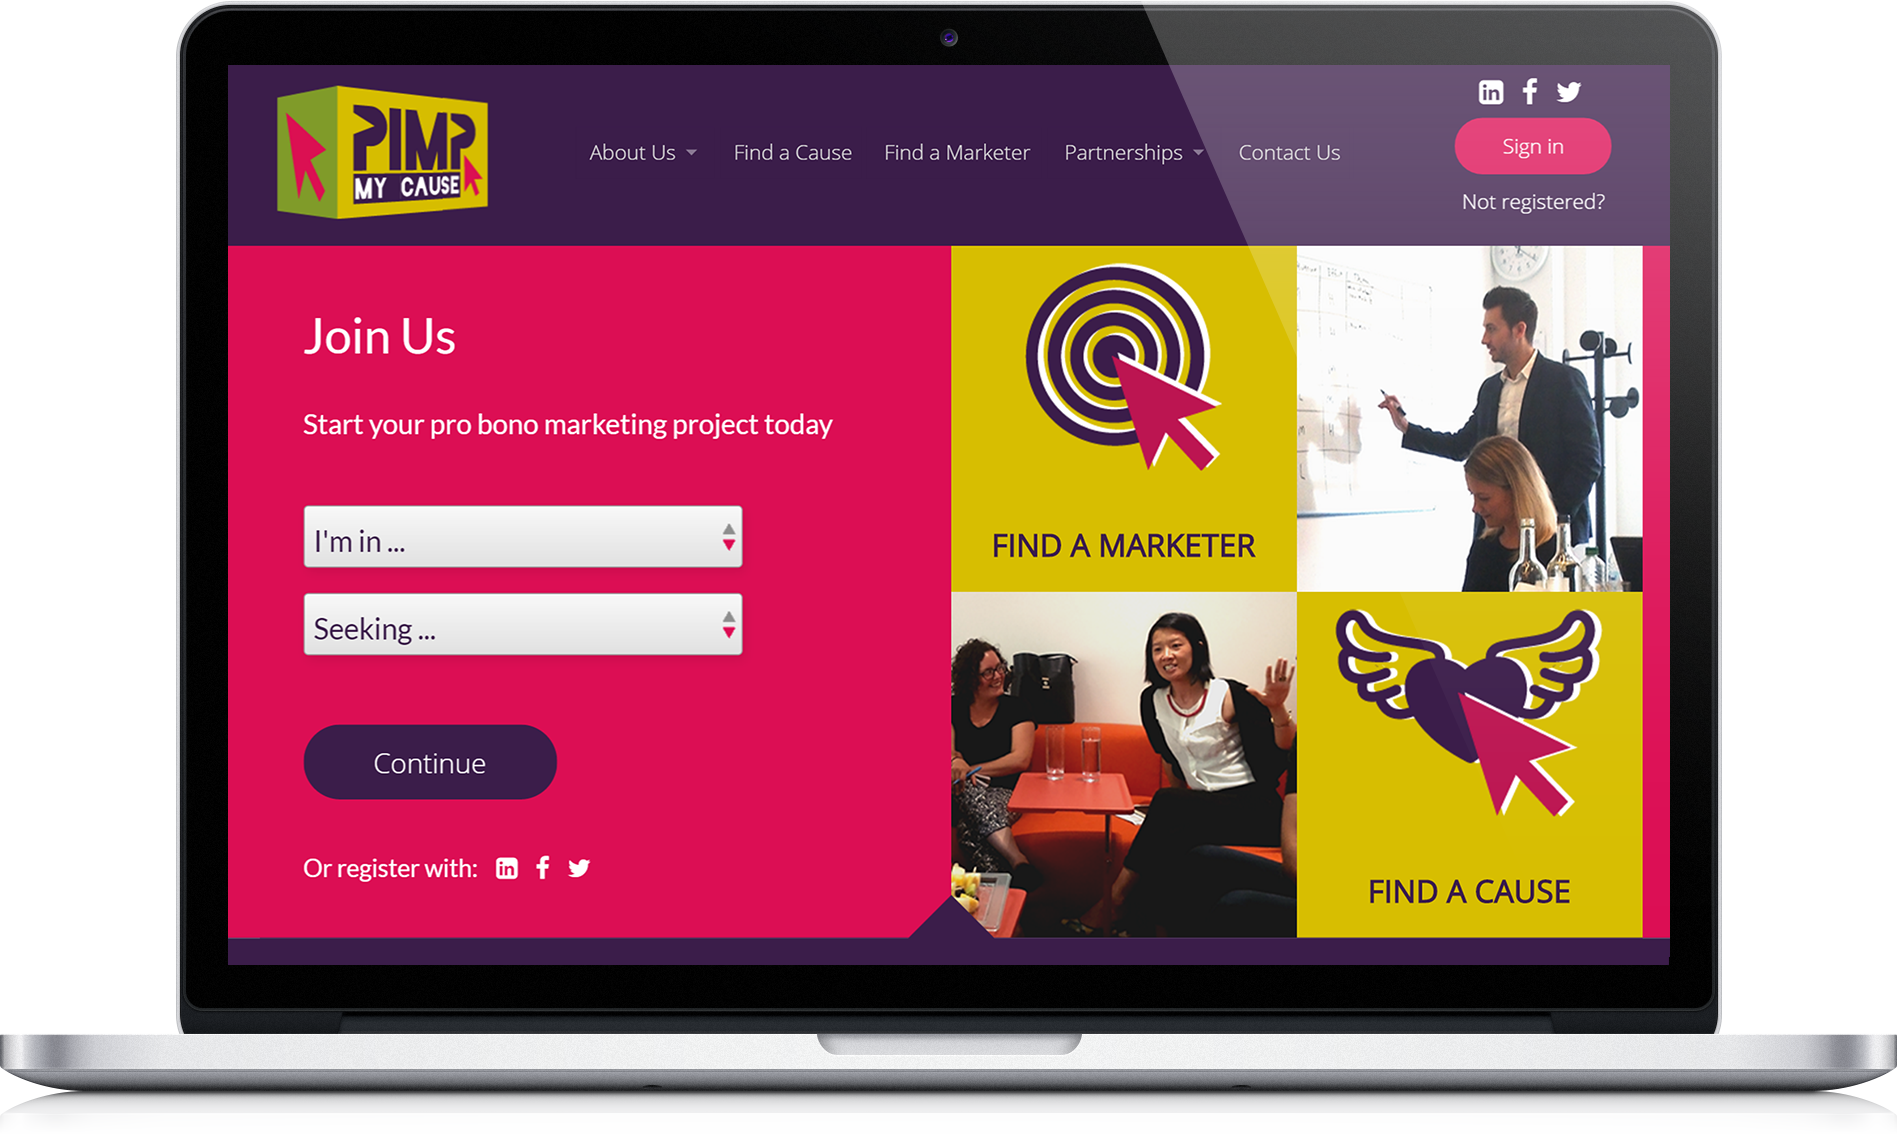 PIMP
MY CAUSE
About Us
Find a Cause
Find a Marketer
Partnerships
Contact Us
Sign in
Not registered?
Join Us
Start your pro bono marketing project today
I'm in ...
Seeking ...
Continue
Or register with:
FIND A MARKETER
FIND A CAUSE